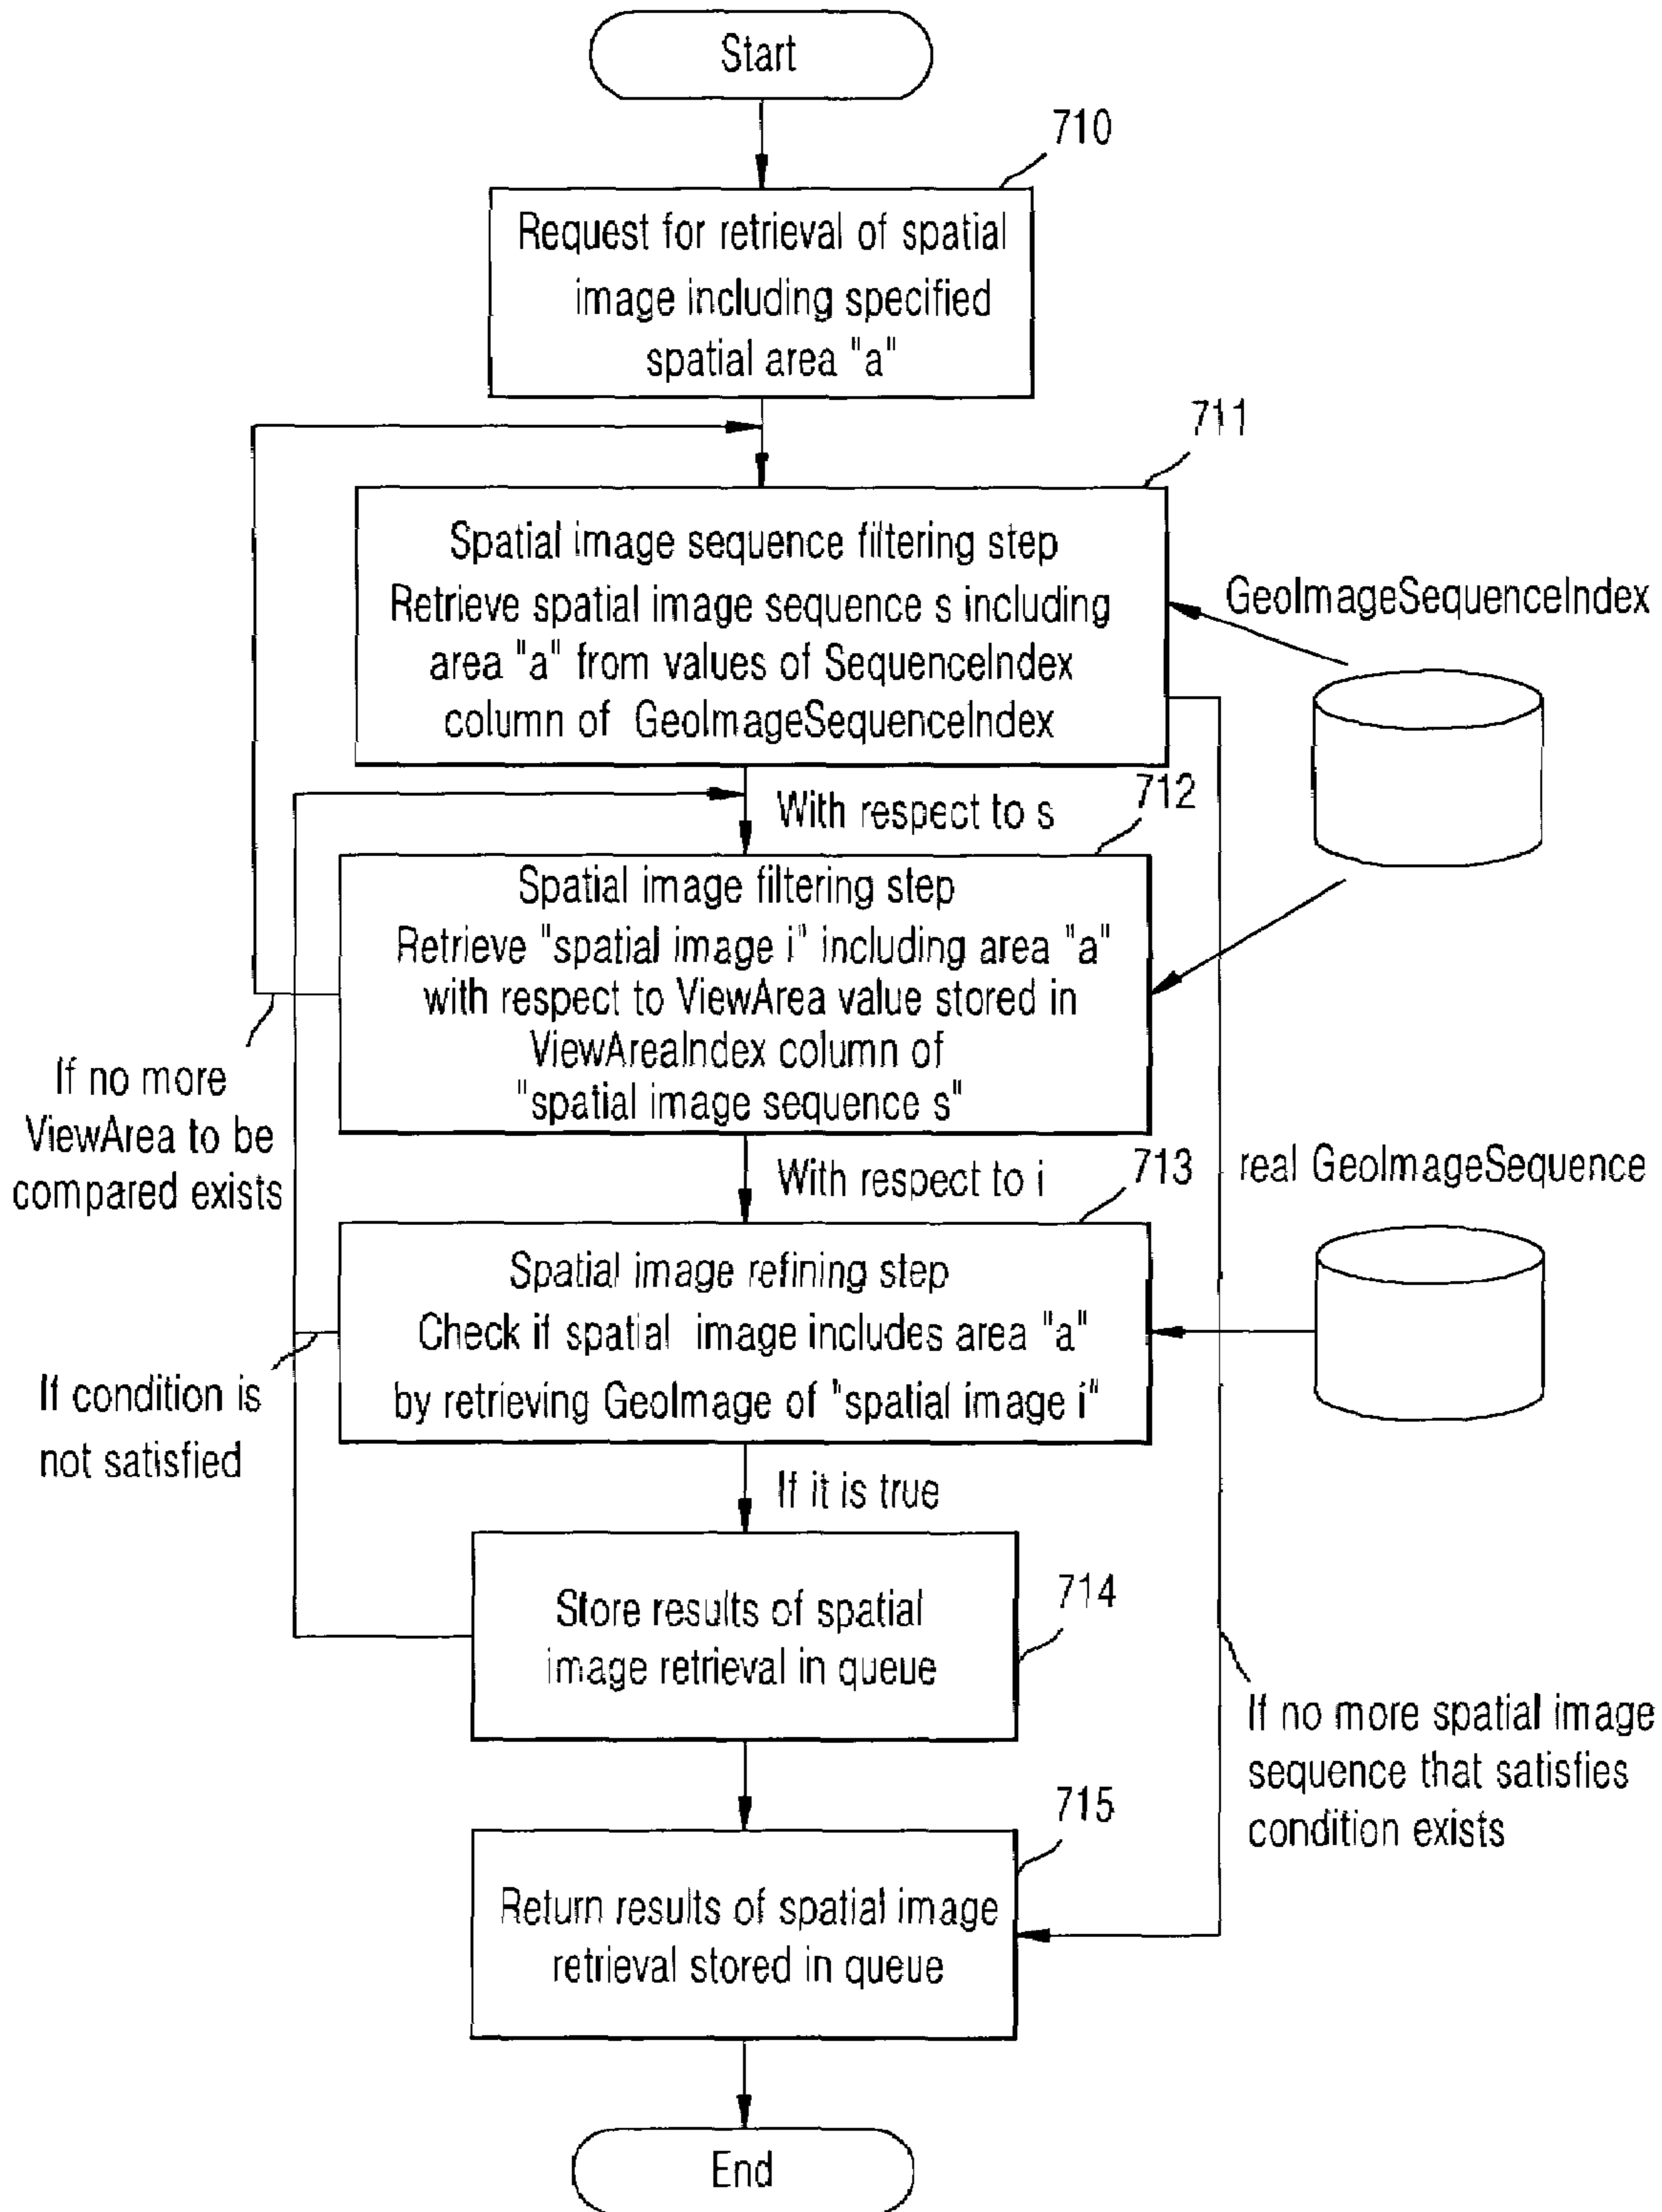 Start
710
Request for retrieval of spatial
image including specified
spatial area "a"
711
Spatial image sequence filtering step
Retrieve spatial image sequence s including
area "a" from values of SequenceIndex
column of GeoImageSequenceIndex
GeoImageSequenceIndex
With respect to s
712
Spatial image filtering step
Retrieve "spatial image i" including area "a"
with respect to ViewArea value stored in
ViewAreaIndex column of
"spatial image sequence s"
If no more
ViewArea to be
compared exists
With respect to i
713
real GeoImageSequence
Spatial image refining step
Check if spatial image includes area "a"
by retrieving GeoImage of "spatial image i"
If condition is
not satisfied
If it is true
Store results of spatial
image retrieval in queue
714
If no more spatial image
sequence that satisfies
condition exists
715
Return results of spatial image
retrieval stored in queue
End